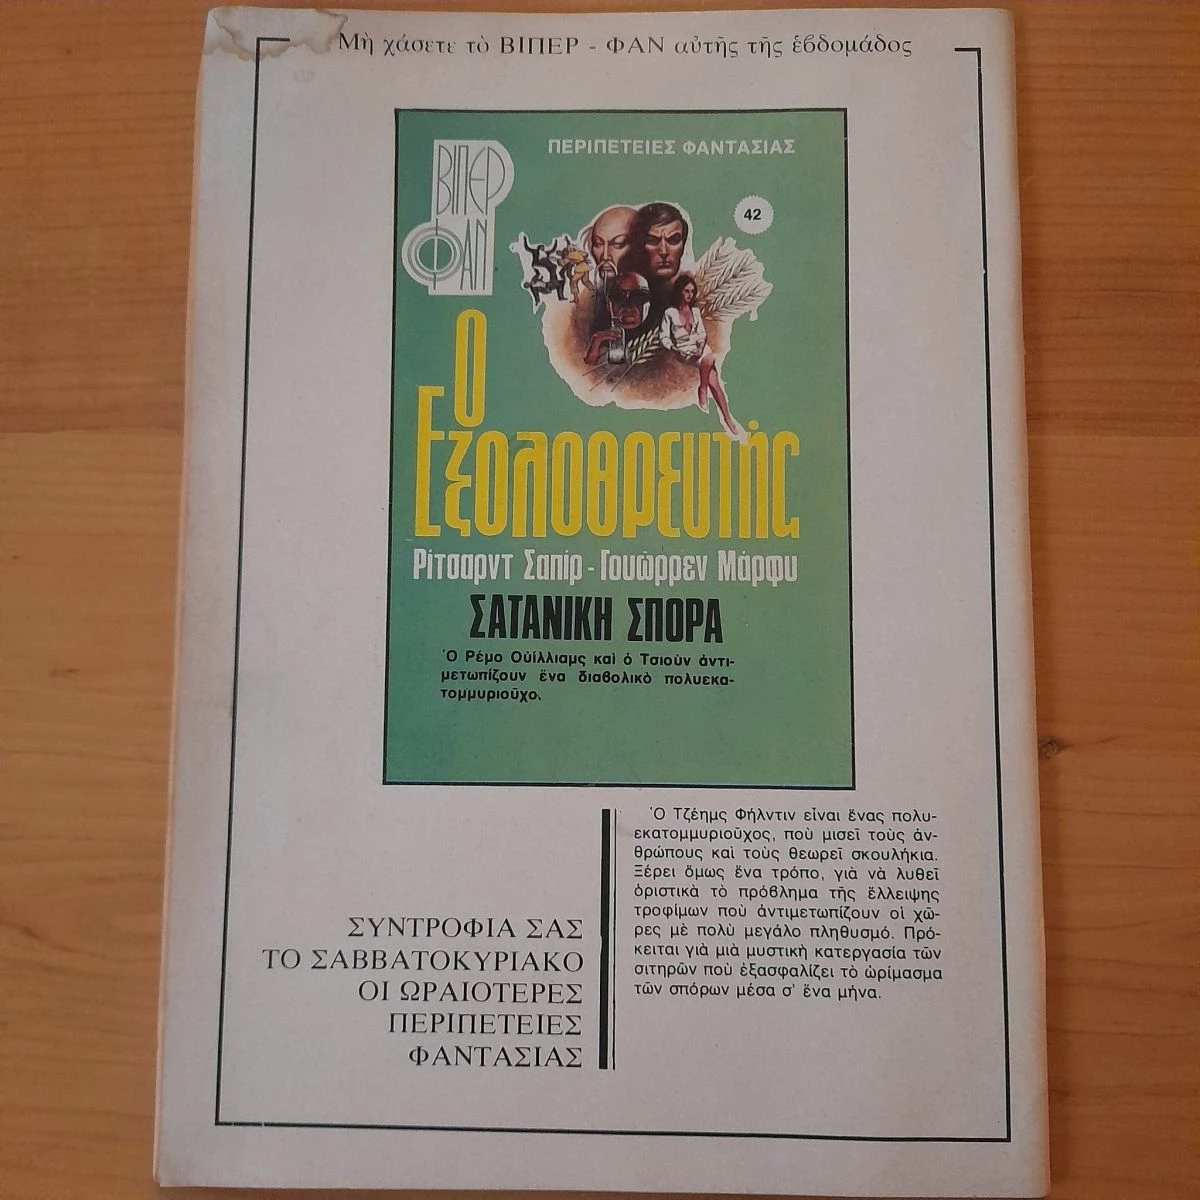 Μὴ χάσετε τὸ ΒΙΠΕΡ - ΦΑΝ αὐτῆς τῆς ἑβδομάδος
ΒΙΠΕΡ
ΦΑΝ
ΠΕΡΙΠΕΤΕΙΕΣ ΦΑΝΤΑΣΙΑΣ
42
Ο
Εξολοθρευτής
Ρίτσαρντ Σαπίρ - Γουώρρεν Μάρφυ
ΣΑΤΑΝΙΚΗ ΣΠΟΡΑ
Ὁ Ρέμο Οὐίλλιαμς καὶ ὁ Τσιοὺν ἀντι-
μετωπίζουν ἕνα διαβολικὸ πολυεκα-
τομμυριοῦχο.
ΣΥΝΤΡΟΦΙΑ ΣΑΣ
ΤΟ ΣΑΒΒΑΤΟΚΥΡΙΑΚΟ
ΟΙ ΩΡΑΙΟΤΕΡΕΣ
ΠΕΡΙΠΕΤΕΙΕΣ
ΦΑΝΤΑΣΙΑΣ
Ὁ Τζέημς Φήλντιν εἶναι ἕνας πολυ-
εκατομμυριοῦχος, ποὺ μισεῖ τοὺς ἀν-
θρώπους καὶ τοὺς θεωρεῖ σκουλήκια.
Ξέρει ὅμως ἕνα τρόπο, γιὰ νὰ λυθεῖ
ὁριστικὰ τὸ πρόβλημα τῆς ἔλλειψης
τροφίμων ποὺ ἀντιμετωπίζουν οἱ χῶ-
ρες μὲ πολὺ μεγάλο πληθυσμό. Πρό-
κειται γιὰ μιὰ μυστικὴ κατεργασία τῶν
σιτηρῶν ποὺ ἐξασφαλίζει τὸ ὡρίμασμα
τῶν σπόρων μέσα σ' ἕνα μήνα.